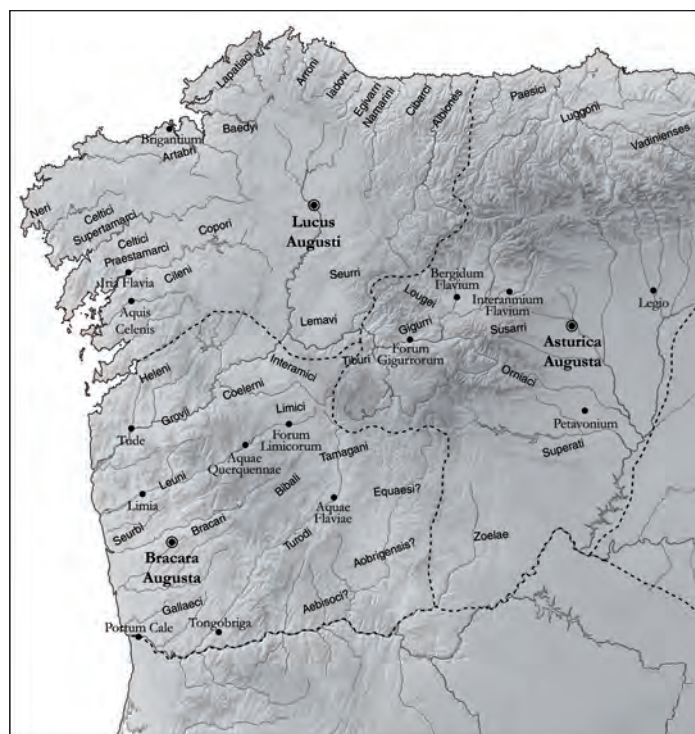 Lapatiaci
Arroni
Iadovi
Egivarri
Namarini
Cibarci
Albiones
Paesici
Luggoni
Vadinienses
Baedyi
Brigantium
Artabri
Neri
Celtici
Supertamarci
Celtici
Praestamarci
Copori
Lucus
Augusti
Iria Flavia
Cileni
Aquis
Celenis
Seurri
Lemavi
Bergidum
Flavium
Lougei
Interamnium
Flavium
Legio
Gigurri
Forum
Gigurrorum
Susarri
Asturica
Augusta
Tiburi
Heleni
Interamici
Coelerni
Grovii
Tude
Limici
Forum
Limicorum
Orniaci
Petavonium
Superati
Aquae
Querquennae
Tamagani
Leuni
Limia
Bibali
Equaesi?
Aquae
Flaviae
Seurbi
Bracari
Bracara
Augusta
Turodi
Aobrigensis?
Zoelae
Aebisoci?
Gallaeci
Portum Cale
Tongobriga